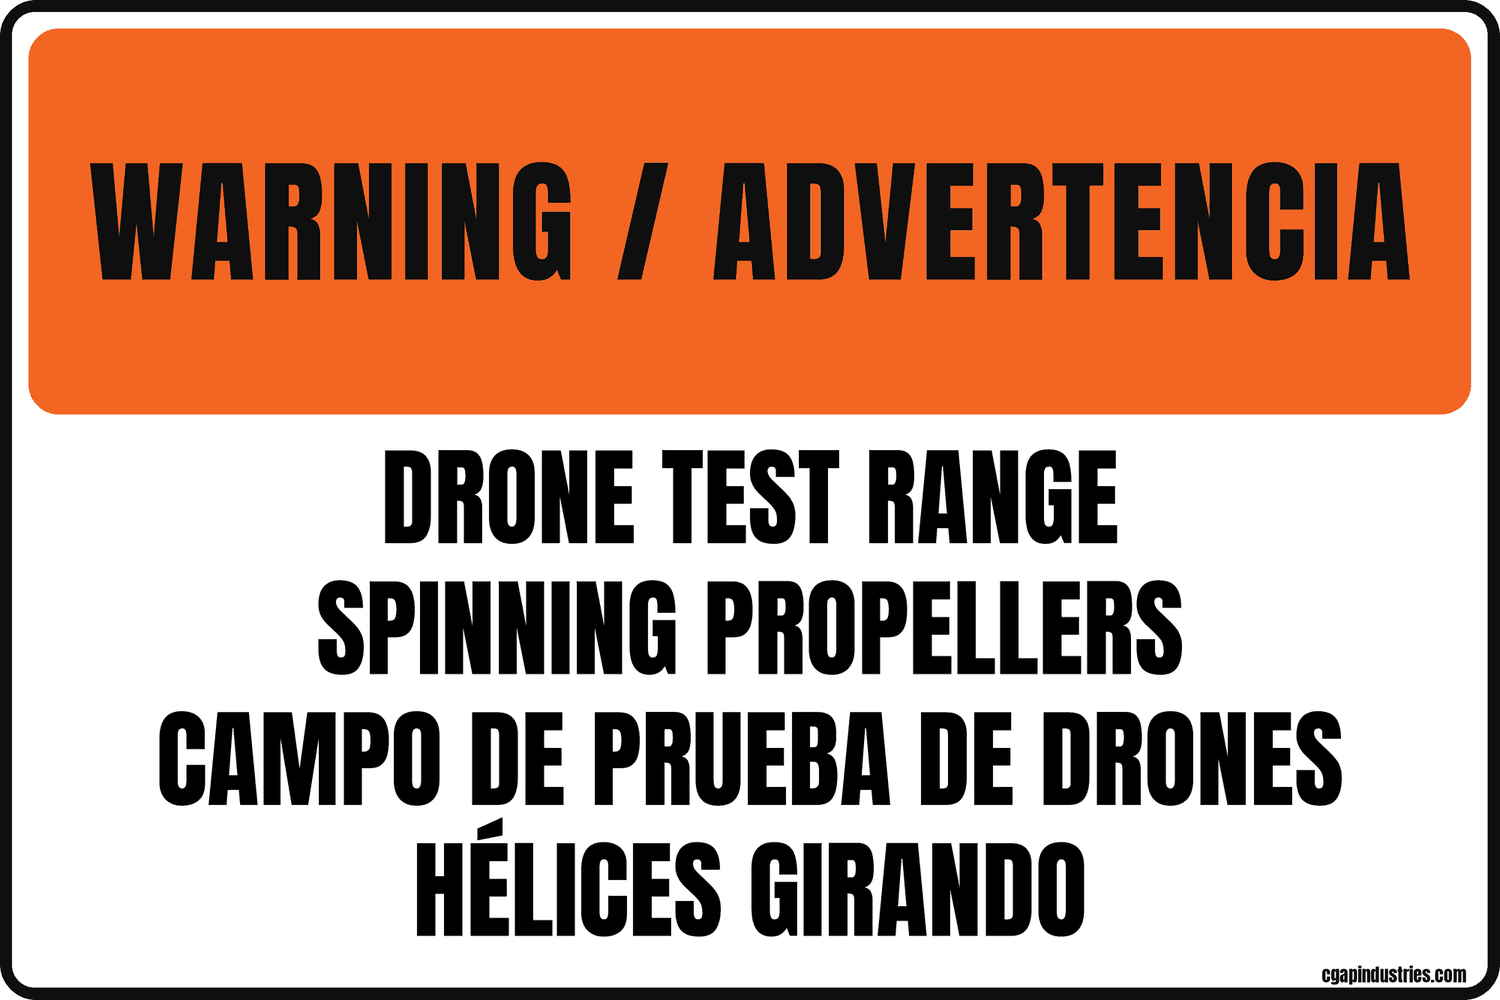 WARNING / ADVERTENCIA
DRONE TEST RANGE
SPINNING PROPELLERS
CAMPO DE PRUEBA DE DRONES
HÉLICES GIRANDO
cgapindustries.com